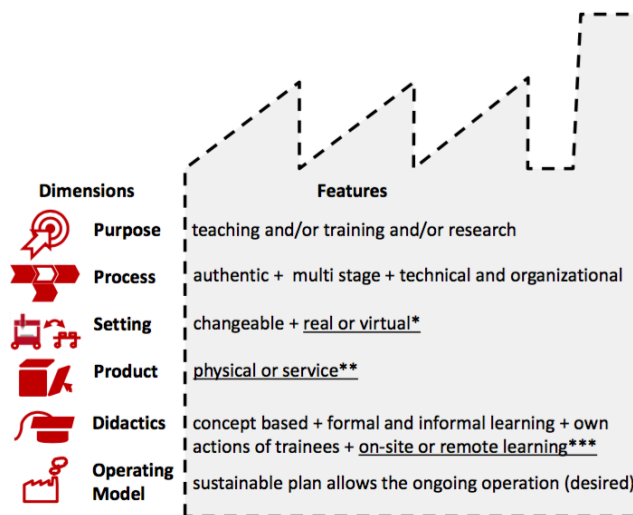 Dimensions Features
Purpose teaching and/or training and/or research
Process authentic + multi stage + technical and organizational
Setting changeable + real or virtual*
Product physical or service**
Didactics concept based + formal and informal learning + own
actions of trainees + on-site or remote learning***
Operating
Model sustainable plan allows the ongoing operation (desired)